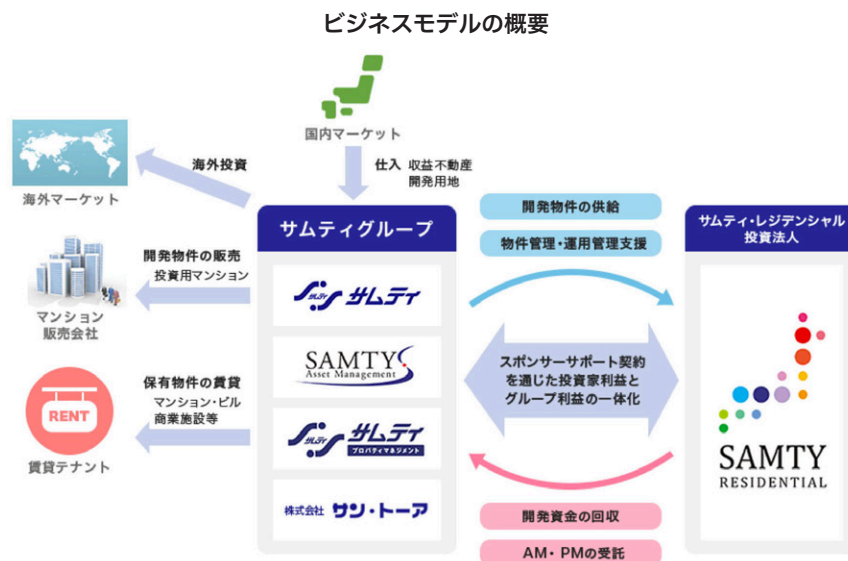 ビジネスモデルの概要
国内マーケット
海外投資
仕入 収益不動産
開発用地
海外マーケット
サムティグループ
開発物件の供給
物件管理・運用管理支援
サムティ・レジデンシャル
投資法人
開発物件の販売
投資用マンション
マンション
販売会社
サムティ サムティ
SAMTY
Asset Management
スポンサーサポート契約
を通じた投資家利益と
グループ利益の一体化
保有物件の賃貸
マンション・ビル
商業施設等
RENT
賃貸テナント
サムティ サムティ
プロパティマネジメント
SAMTY
RESIDENTIAL
株式会社 サン・トーア
開発資金の回収
AM・PMの受託